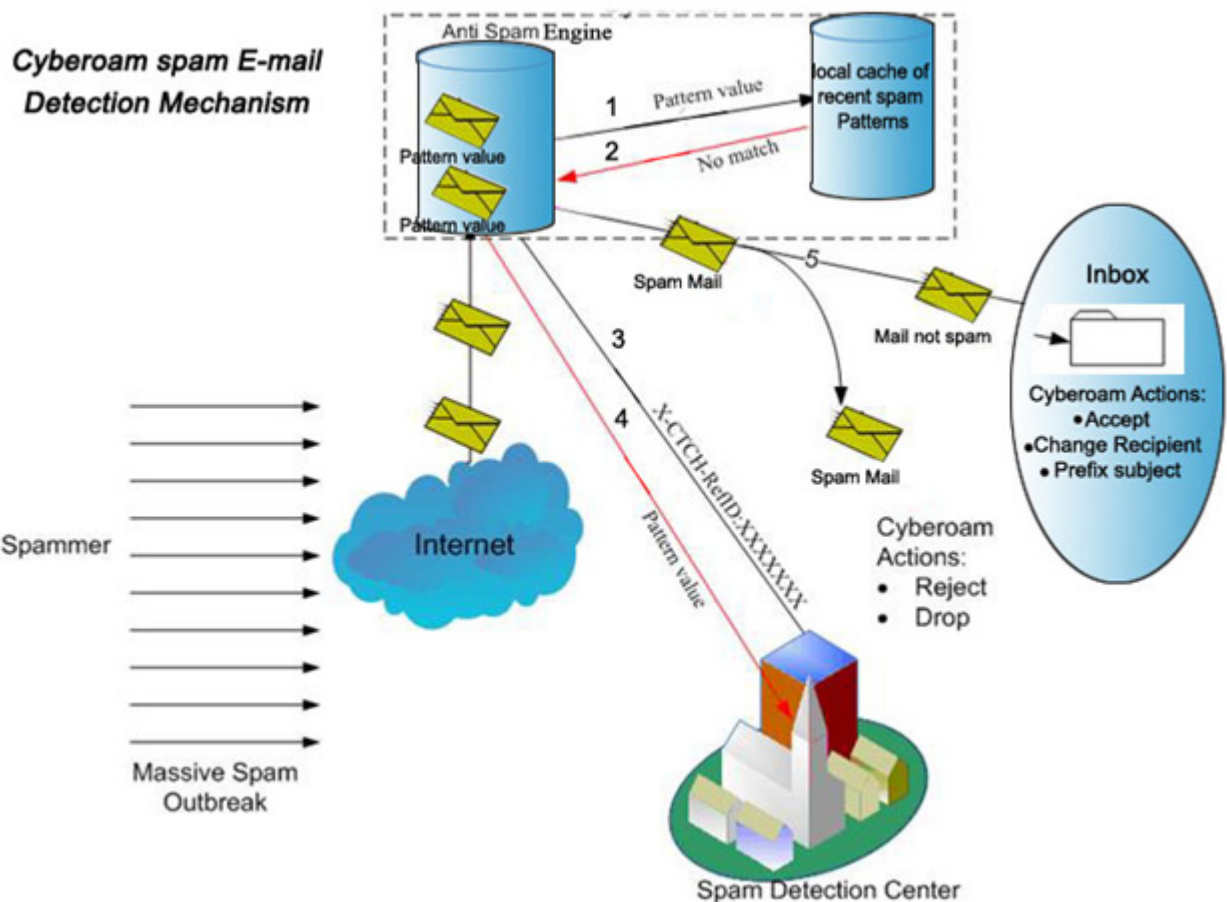 Cyberoam spam E-mail
Detection Mechanism
Anti Spam Engine
local cache of
recent spam
Patterns
1
Pattern value
2
No match
Pattern value
Pattern value
Spam Mail
5
Mail not spam
Inbox
Cyberoam Actions:
• Accept
• Change Recipient
• Prefix subject
3
4
X-CTCH-RefID:XXXXXXX
Pattern value
Spam Mail
Cyberoam
Actions:
• Reject
• Drop
Internet
Spammer
Massive Spam
Outbreak
Spam Detection Center